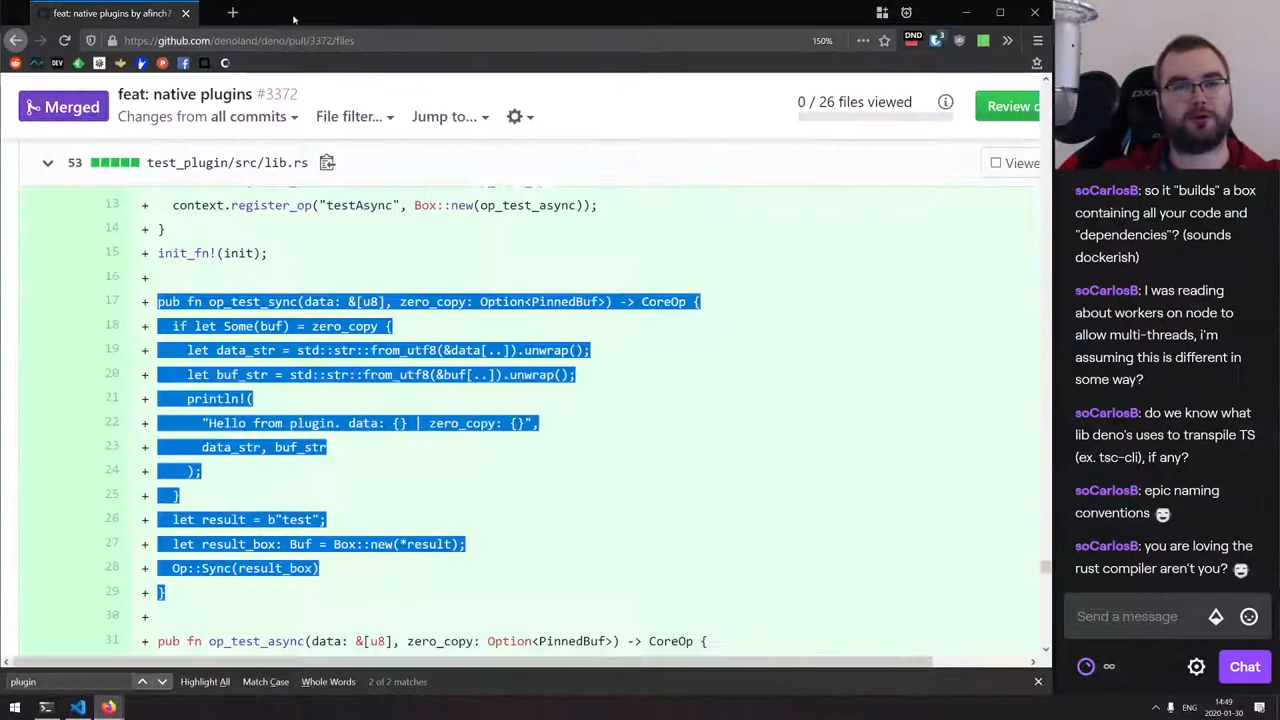 feat: native plugins by afinch7
https://github.com/denoland/deno/pull/3372/files
150%
DND
3
DEV
Merged
feat: native plugins #3372
Changes from all commits
File filter...
Jump to...
0 / 26 files viewed
Review c
53
test_plugin/src/lib.rs
Viewe
13 + context.register_op("testAsync", Box::new(op_test_async));
14 + }
15 + init_fn!(init);
16 +
17 + pub fn op_test_sync(data: &[u8], zero_copy: Option<PinnedBuf>) -> CoreOp {
18 + if let Some(buf) = zero_copy {
19 + let data_str = std::str::from_utf8(&data[..]).unwrap();
20 + let buf_str = std::str::from_utf8(&buf[..]).unwrap();
21 + println!(
22 + "Hello from plugin. data: {} | zero_copy: {}",
23 + data_str, buf_str
24 + );
25 + }
26 + let result = b"test";
27 + let result_box: Buf = Box::new(*result);
28 + Op::Sync(result_box)
29 + }
30 +
31 + pub fn op_test_async(data: &[u8], zero_copy: Option<PinnedBuf>) -> CoreOp {
plugin
Highlight All
Match Case
Whole Words
2 of 2 matches
soCarlosB: so it "builds" a box
containing all your code and
"dependencies"? (sounds
dockerish)
soCarlosB: I was reading
about workers on node to
allow multi-threads, i'm
assuming this is different in
some way?
soCarlosB: do we know what
lib deno's uses to transpile TS
(ex. tsc-cli), if any?
soCarlosB: epic naming
conventions
soCarlosB: you are loving the
rust compiler aren't you?
Send a message
∞
Chat
ENG
14:49
2020-01-30